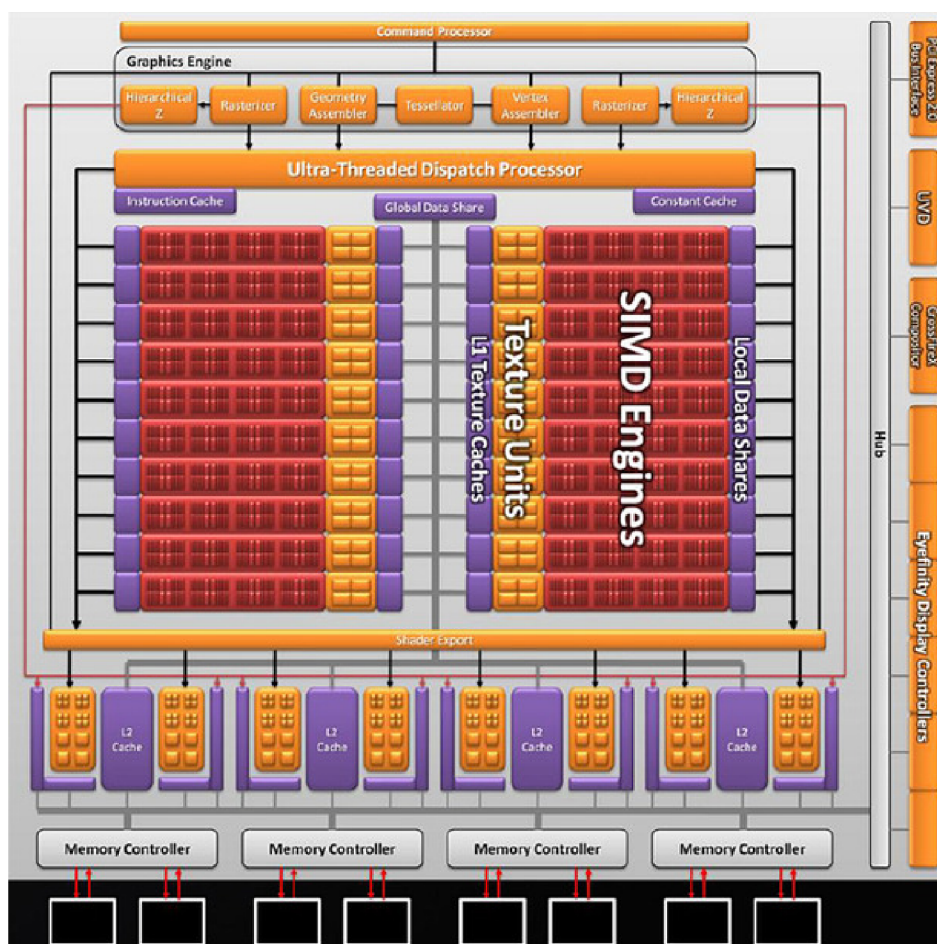 Command Processor
Graphics Engine
Hierarchical
Z
Rasterizer
Geometry
Assembler
Tessellator
Vertex
Assembler
Rasterizer
Hierarchical
Z
Ultra-Threaded Dispatch Processor
Instruction Cache
Global Data Share
Constant Cache
L1 Texture Caches
Texture Units
SIMD Engines
Local Data Shares
Shader Export
L2
Cache
L2
Cache
L2
Cache
L2
Cache
Memory Controller
Memory Controller
Memory Controller
Memory Controller
Hub
PCI Express 2.0
Bus Interface
UVD
CrossFireX
Compositor
Eyefinity Display Controllers